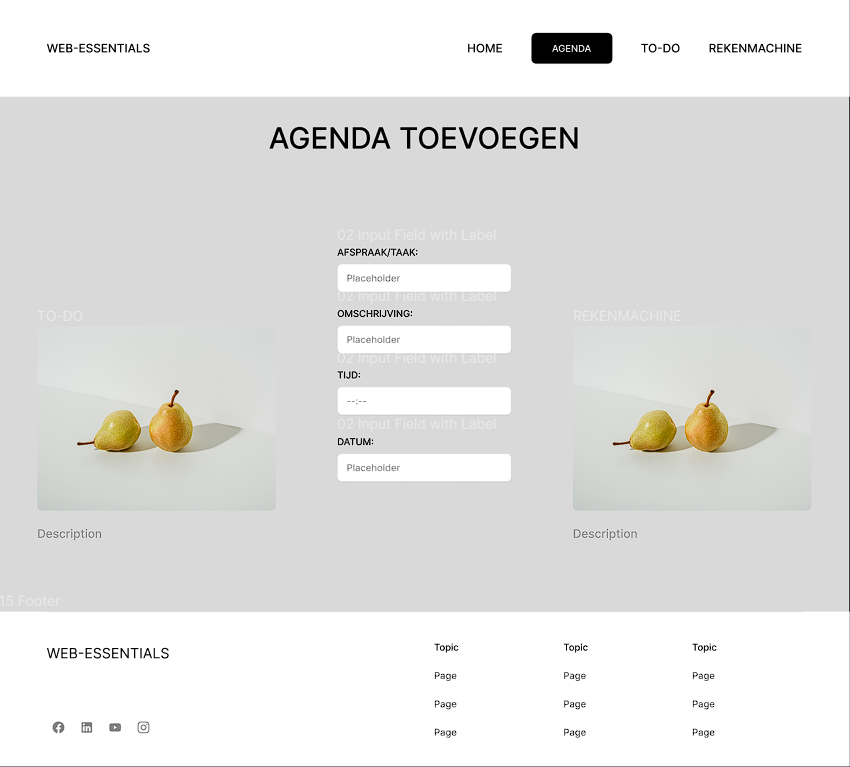 WEB-ESSENTIALS
HOME
AGENDA
TO-DO
REKENMACHINE
AGENDA TOEVOEGEN
02 Input Field with Label
AFSPRAAK/TAAK:
Placeholder
02 Input Field with Label
OMSCHRIJVING:
Placeholder
02 Input Field with Label
TIJD:
--:--
02 Input Field with Label
DATUM:
Placeholder
TO-DO
Description
REKENMACHINE
Description
15 Footer
WEB-ESSENTIALS
Topic
Page
Page
Page
Topic
Page
Page
Page
Topic
Page
Page
Page